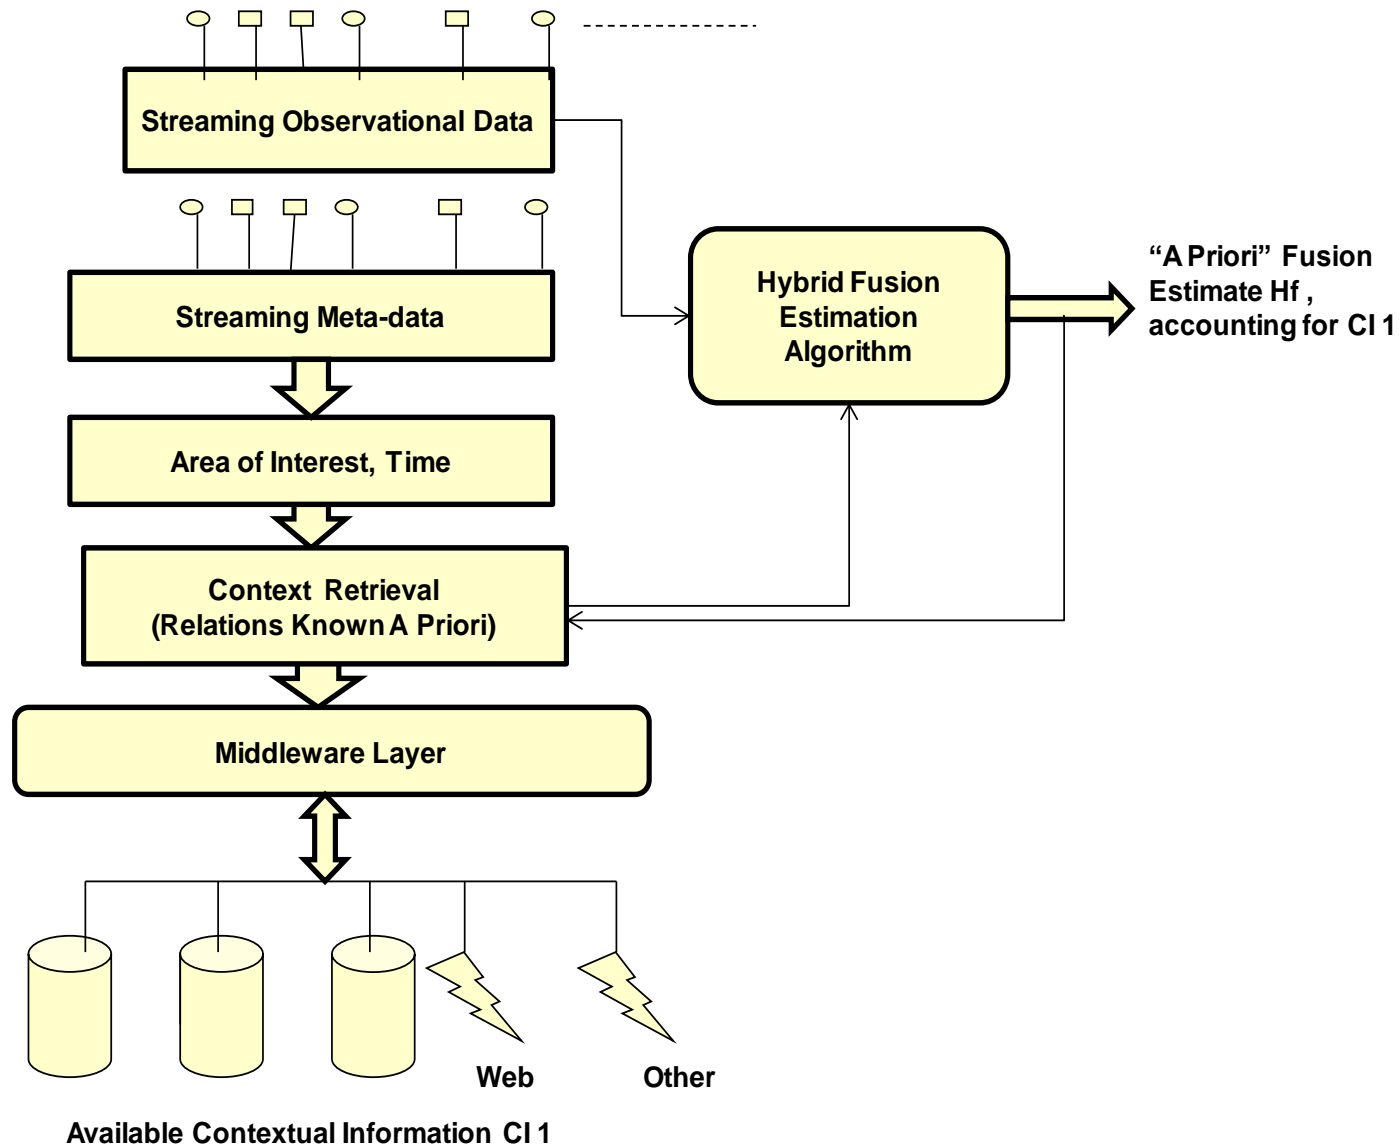 Streaming Observational Data
Streaming Meta-data
Area of Interest, Time
Context Retrieval
(Relations Known A Priori)
Middleware Layer
Hybrid Fusion
Estimation
Algorithm
“A Priori” Fusion
Estimate Hf ,
accounting for CI 1
Web
Other
Available Contextual Information CI 1